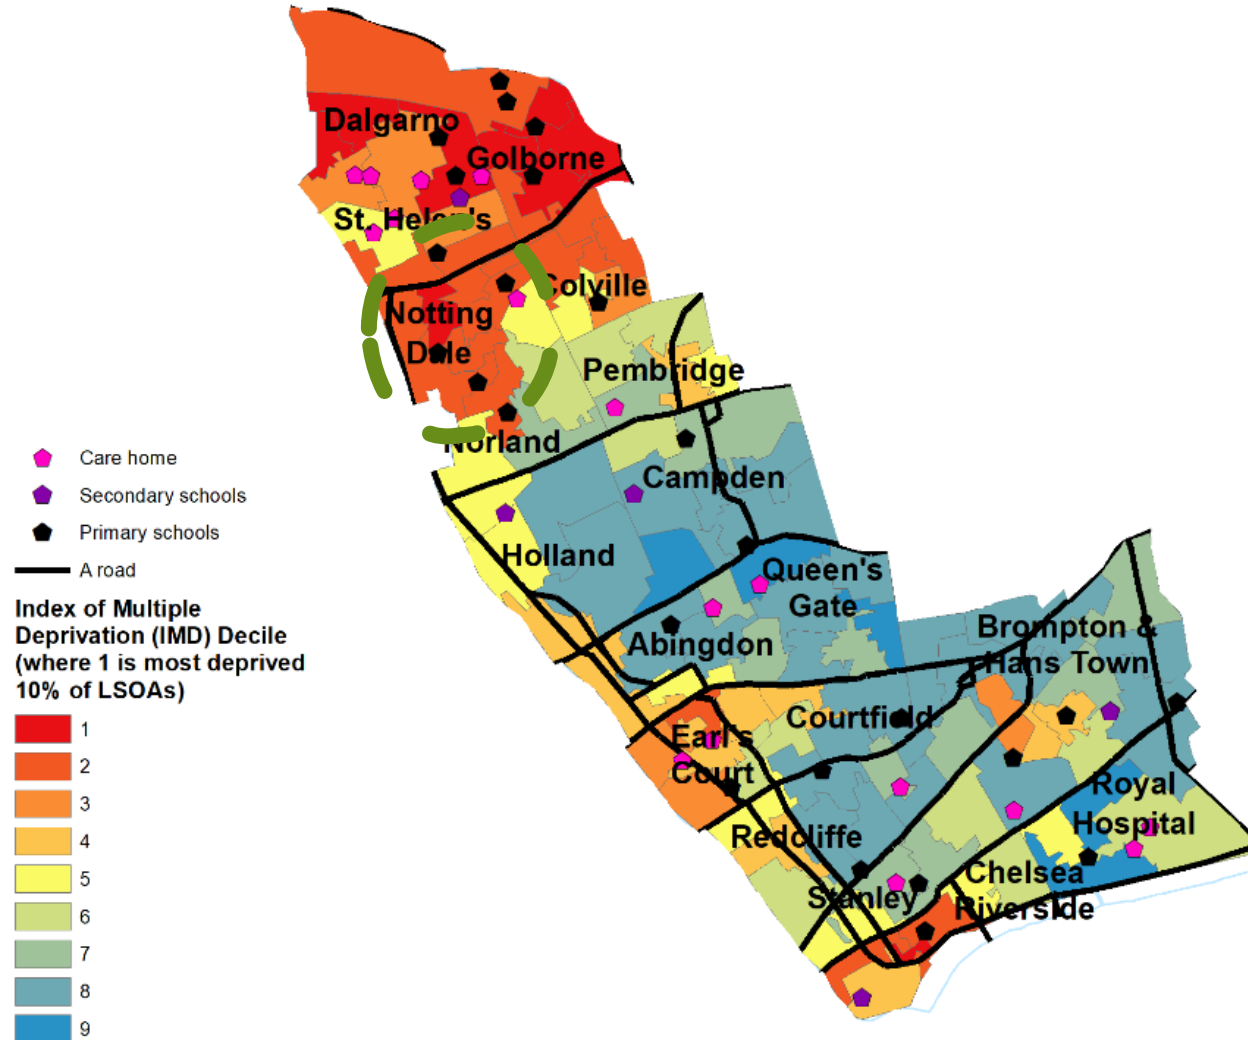 Dalgarno
Golborne
St. Helen's
Colville
Notting
Dale
Pembridge
Norland
Campden
Holland
Queen's
Gate
Abingdon
Brompton &
Hans Town
Courtfield
Earl's
Court
Royal
Hospital
Redcliffe
Chelsea
Riverside
Stanley
Care home
Secondary schools
Primary schools
A road
Index of Multiple
Deprivation (IMD) Decile
(where 1 is most deprived
10% of LSOAs)
1
2
3
4
5
6
7
8
9